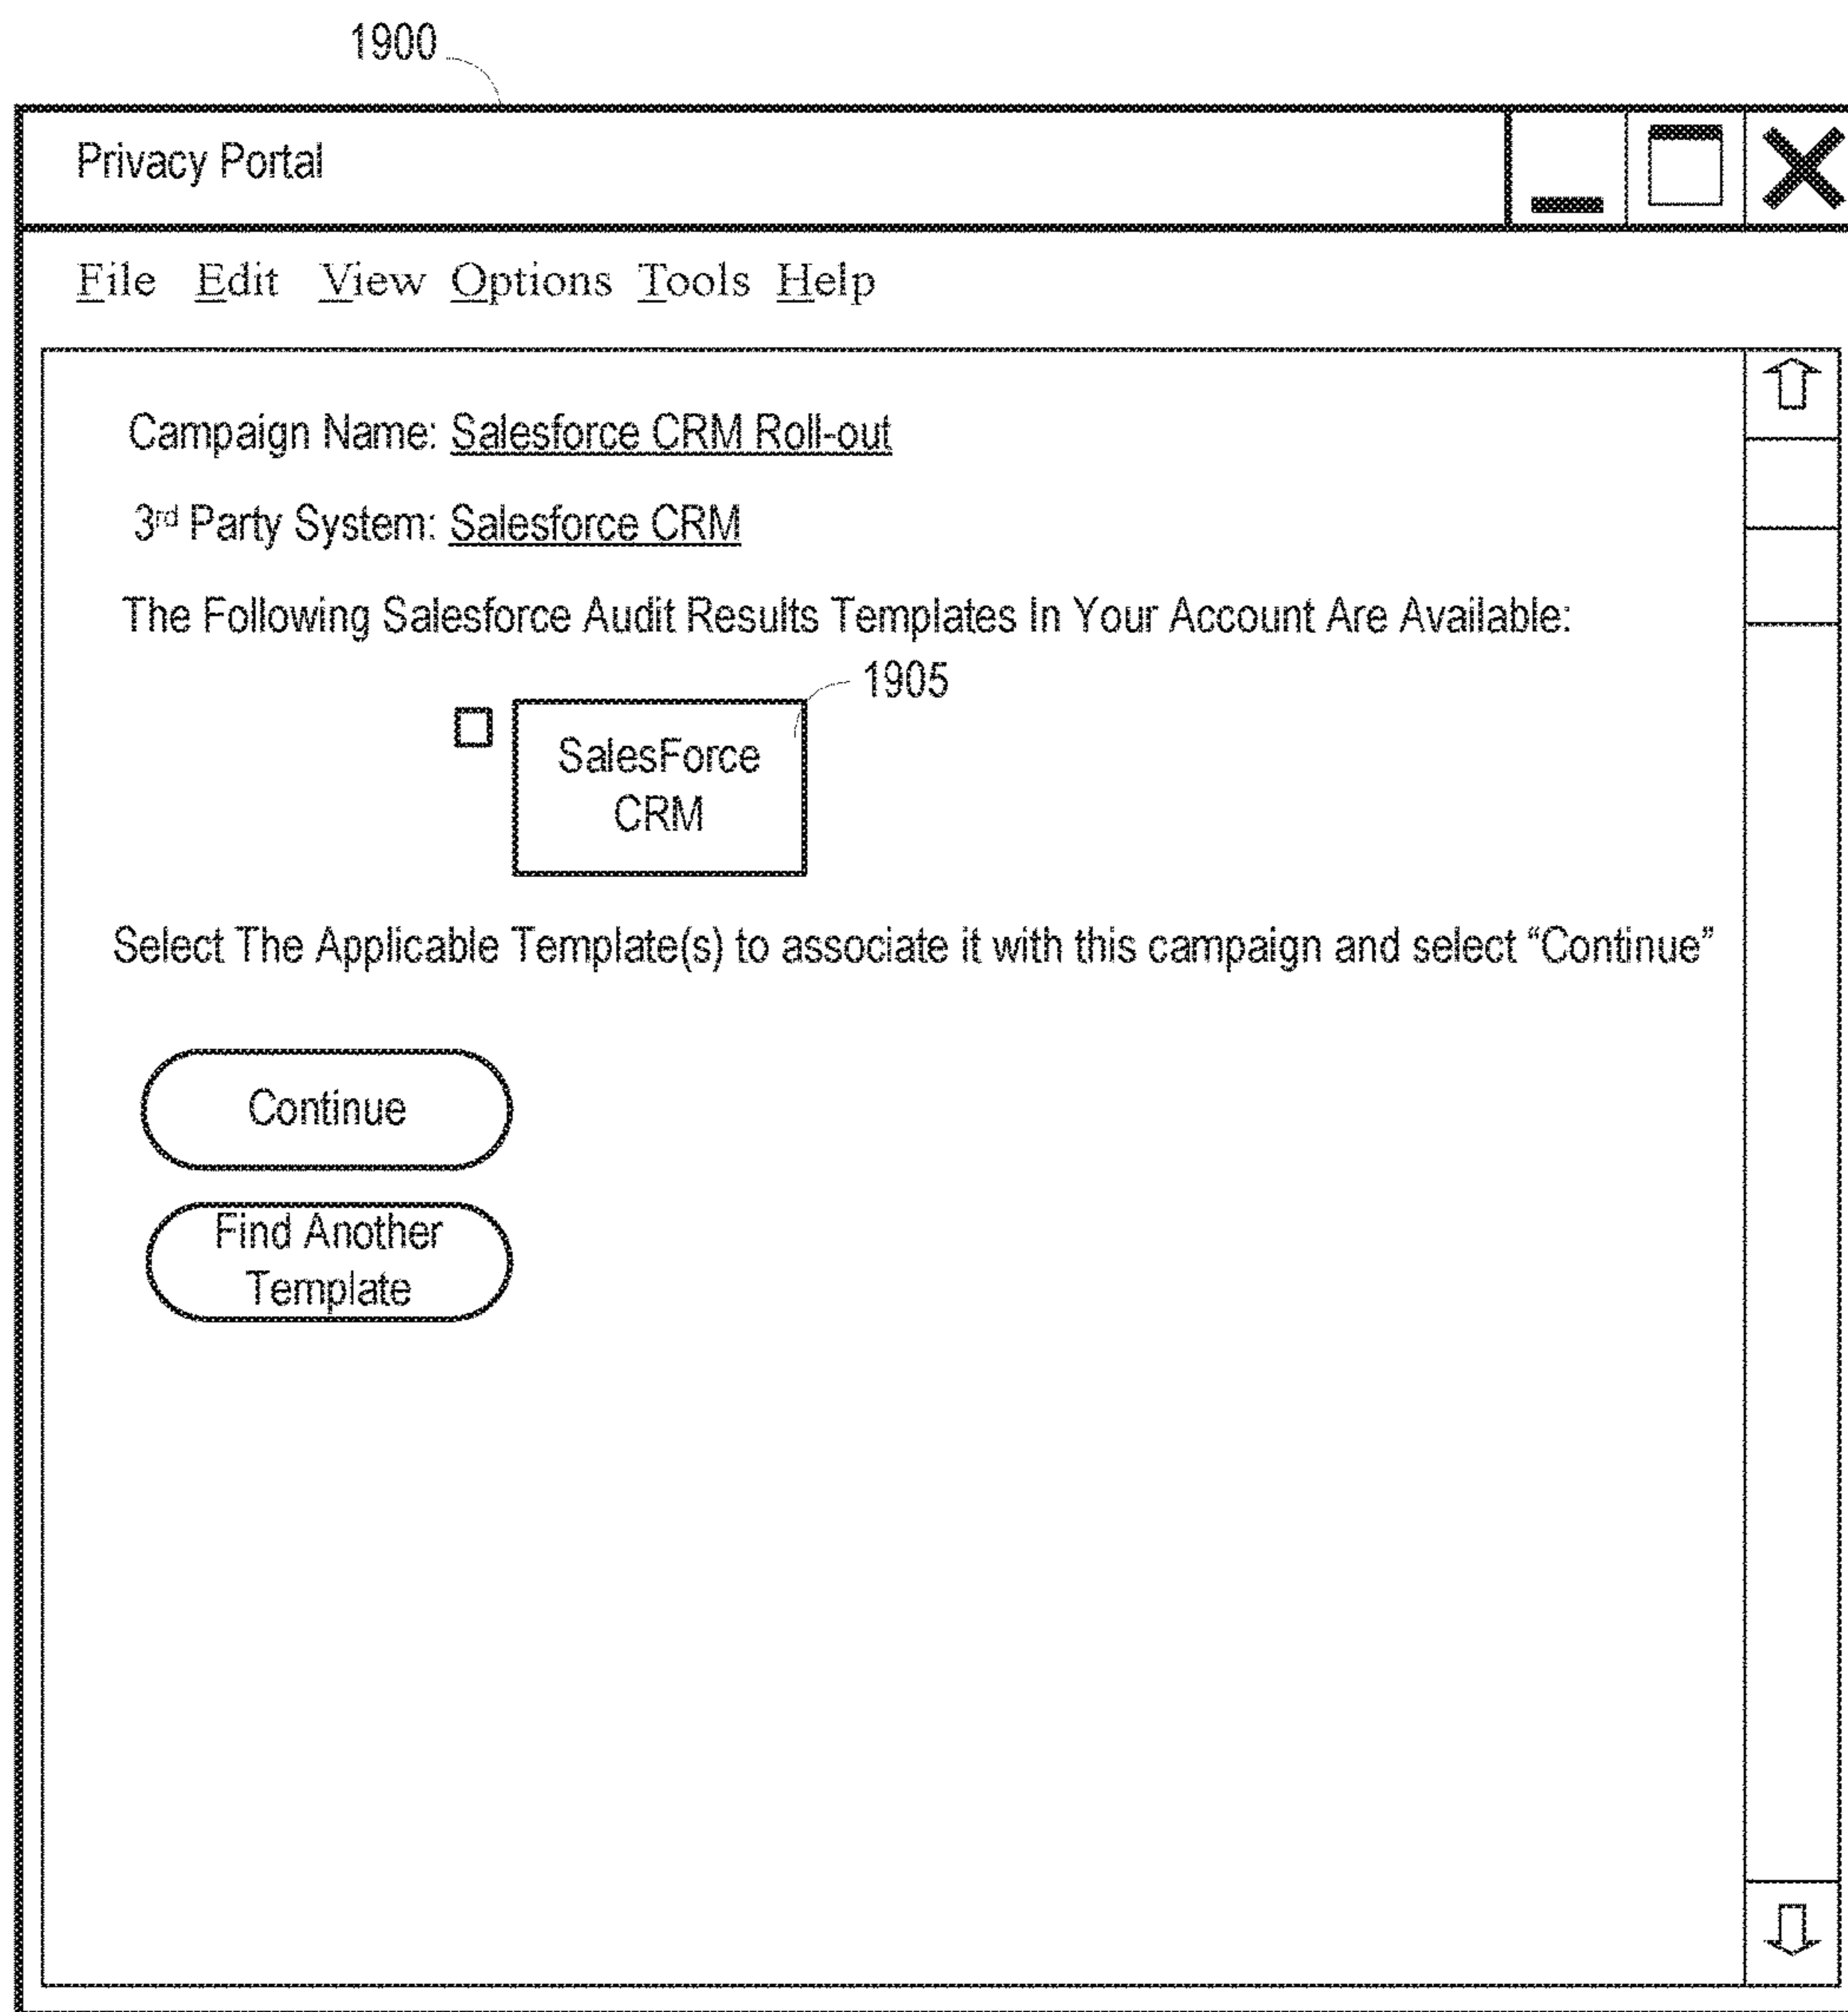 1900
Privacy Portal
File Edit View Options Tools Help
Campaign Name: Salesforce CRM Roll-out
3rd Party System: Salesforce CRM
The Following Salesforce Audit Results Templates In Your Account Are Available:
1905
SalesForce
CRM
Select The Applicable Template(s) to associate it with this campaign and select “Continue”
Continue
Find Another
Template